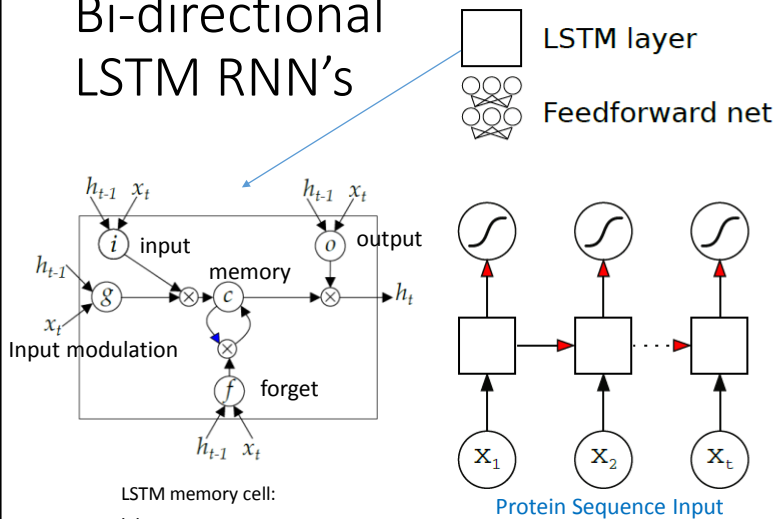 Bi-directional
LSTM RNN's
LSTM layer
Feedforward net
h_{t-1} x_t
h_{t-1} x_t
i input
o output
h_{t-1}
memory
g
c
h_t
x_t
Input modulation
f forget
h_{t-1} x_t
X_1
X_2
X_t
LSTM memory cell:
Protein Sequence Input